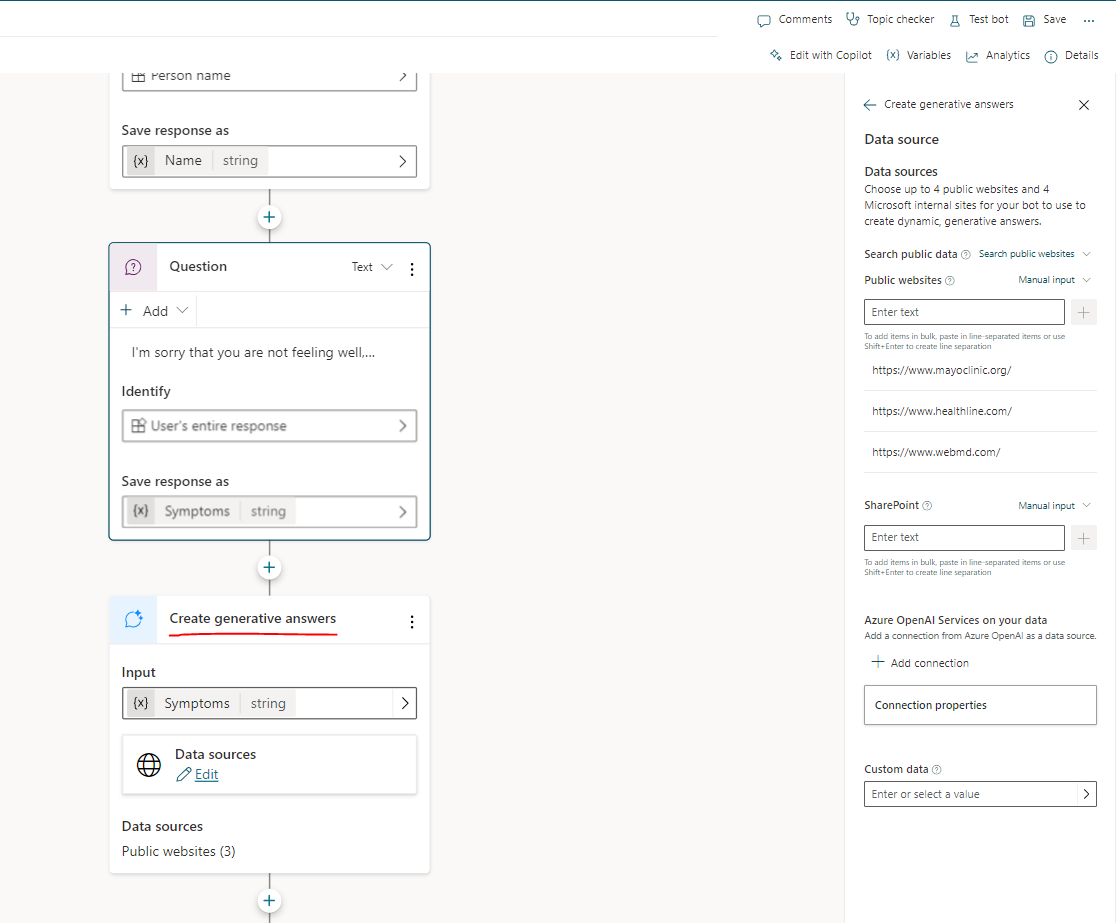 Comments Topic checker Test bot Save ...
Edit with Copilot {x} Variables Analytics Details
Person name
Save response as
{x} Name string
Question Text
+ Add
I'm sorry that you are not feeling well,...
Identify
User's entire response
Save response as
{x} Symptoms string
Create generative answers
Input
{x} Symptoms string
Data sources
Edit
Data sources
Public websites (3)
Create generative answers
Data source
Data sources
Choose up to 4 public websites and 4
Microsoft internal sites for your bot to use to
create dynamic, generative answers.
Search public data Search public websites
Public websites Manual input
Enter text
To add items in bulk, paste in line-separated items or use
Shift+Enter to create line separation
https://www.mayoclinic.org/
https://www.healthline.com/
https://www.webmd.com/
SharePoint Manual input
Enter text
To add items in bulk, paste in line-separated items or use
Shift+Enter to create line separation
Azure OpenAI Services on your data
Add a connection from Azure OpenAI as a data source.
+ Add connection
Connection properties
Custom data
Enter or select a value